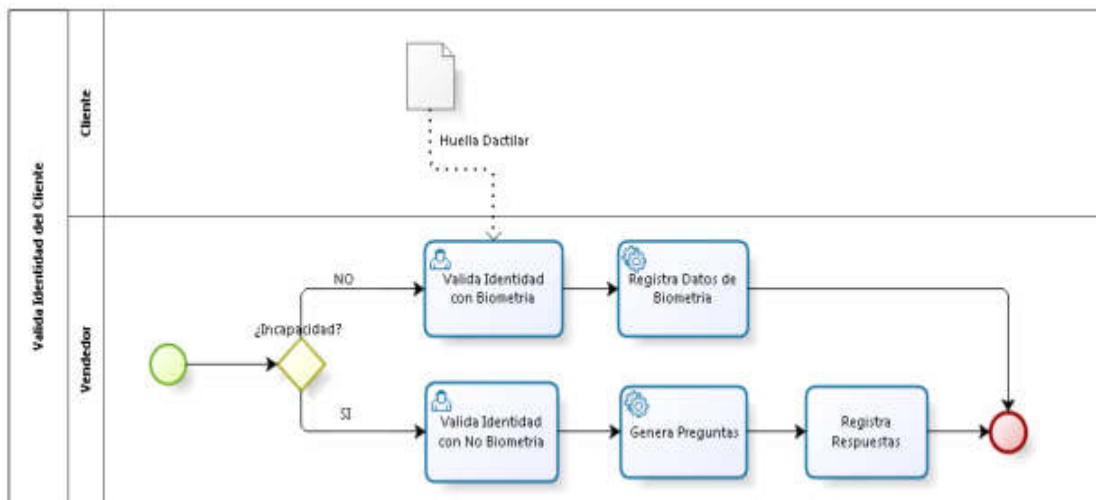 Valida Identidad del Cliente
Cliente
Huella Dactilar
Vendedor
¿Incapacidad?
NO
Valida Identidad
con Biometria
Registra Datos de
Biometria
SI
Valida Identidad
con No Biometria
Genera Preguntas
Registra
Respuestas